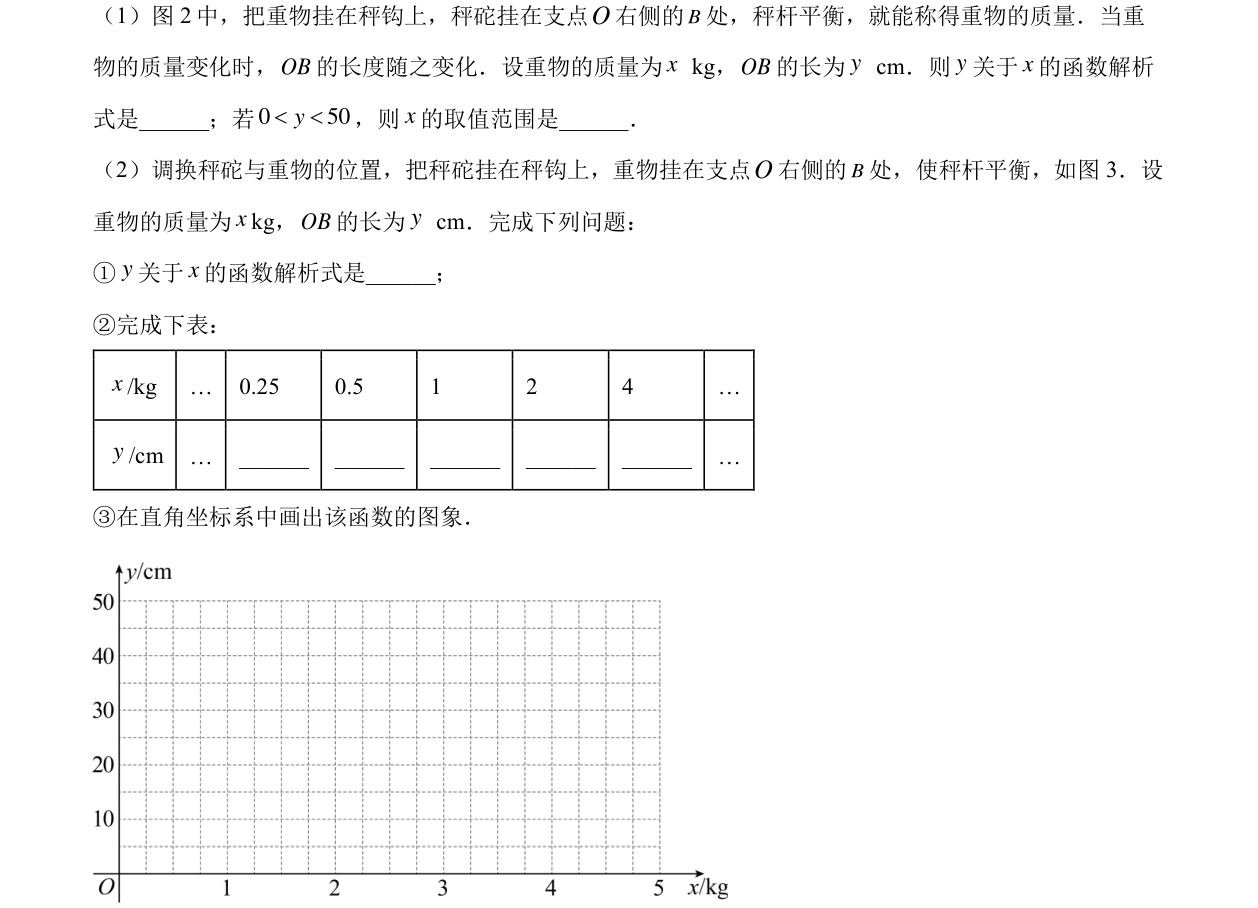 （1）图 2 中，把重物挂在秤钩上，秤砣挂在支点 O 右侧的 B 处，秤杆平衡，就能称得重物的质量．当重
物的质量变化时，OB 的长度随之变化．设重物的质量为 x kg，OB 的长为 y cm．则 y 关于 x 的函数解析
式是______；若 0 < y < 50，则 x 的取值范围是______．
（2）调换秤砣与重物的位置，把秤砣挂在秤钩上，重物挂在支点 O 右侧的 B 处，使秤杆平衡，如图 3．设
重物的质量为 x kg，OB 的长为 y cm．完成下列问题：
① y 关于 x 的函数解析式是______；
②完成下表：
x /kg … 0.25 0.5 1 2 4 …
y /cm … ______ ______ ______ ______ ______ …
③在直角坐标系中画出该函数的图象．
y/cm
50
40
30
20
10
O 1 2 3 4 5 x/kg